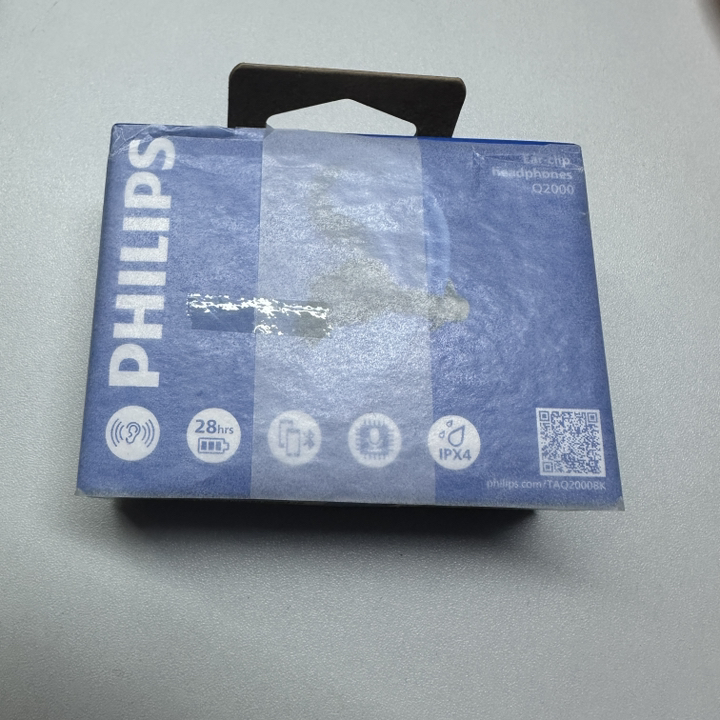 PHILIPS
Ear-clip
headphones
Q2000
28hrs
IPX4
philips.com/TAQ2000BK